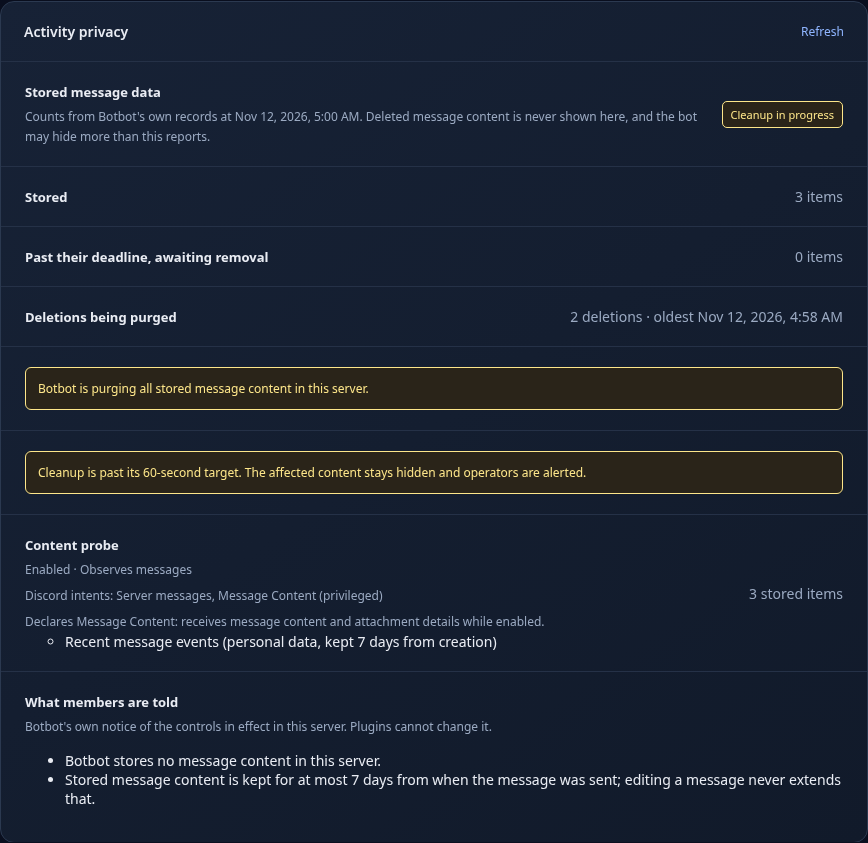 Activity privacy
Refresh
Stored message data
Counts from Botbot's own records at Nov 12, 2026, 5:00 AM. Deleted message content is never shown here, and the bot
may hide more than this reports.
Cleanup in progress
Stored
3 items
Past their deadline, awaiting removal
0 items
Deletions being purged
2 deletions · oldest Nov 12, 2026, 4:58 AM
Botbot is purging all stored message content in this server.
Cleanup is past its 60-second target. The affected content stays hidden and operators are alerted.
Content probe
Enabled · Observes messages
Discord intents: Server messages, Message Content (privileged)
Declares Message Content: receives message content and attachment details while enabled.
Recent message events (personal data, kept 7 days from creation)
3 stored items
What members are told
Botbot's own notice of the controls in effect in this server. Plugins cannot change it.
Botbot stores no message content in this server.
Stored message content is kept for at most 7 days from when the message was sent; editing a message never extends
that.